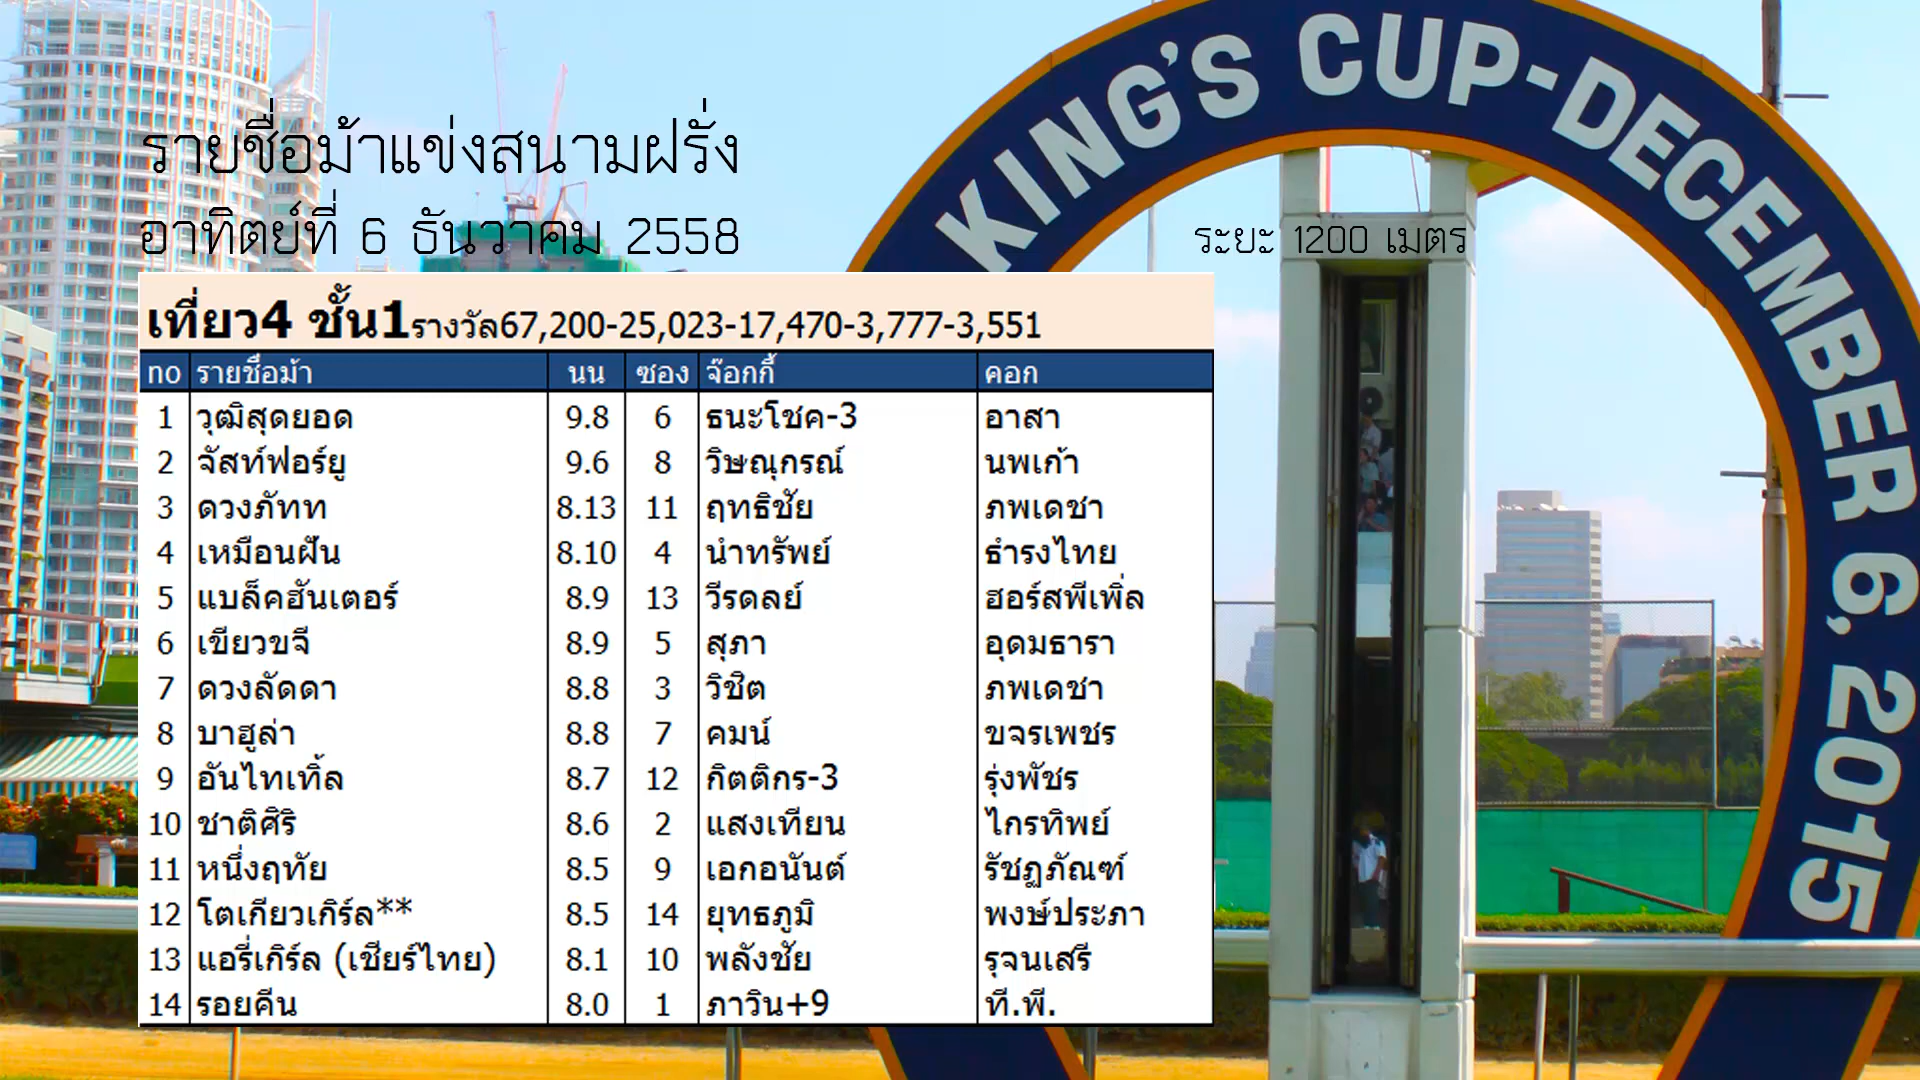 KING'S CUP-DECEMBER 6, 2015
รายชื่อม้าแข่งสนามฝรั่ง
อาทิตย์ที่ 6 ธันวาคม 2558
ระยะ 1200 เมตร
เที่ยว4 ชั้น1รางวัล67,200-25,023-17,470-3,777-3,551
no รายชื่อม้า นน ซอง จ๊อกกี้ คอก
1 วุฒิสุดยอด 9.8 6 ธนะโชค-3 อาสา
2 จัสท์ฟอร์ยู 9.6 8 วิษณุกรณ์ นพเก้า
3 ดวงภัทท 8.13 11 ฤทธิชัย ภพเดชา
4 เหมือนฝัน 8.10 4 นำทรัพย์ ธำรงไทย
5 แบล็คฮันเตอร์ 8.9 13 วีรดลย์ ฮอร์สพีเพิ่ล
6 เขียวขจี 8.9 5 สุภา อุดมธารา
7 ดวงลัดดา 8.8 3 วิชิต ภพเดชา
8 บาฮูล่า 8.8 7 คมน์ ขจรเพชร
9 อันไทเทิ้ล 8.7 12 กิตติกร-3 รุ่งพัชร
10 ชาติศิริ 8.6 2 แสงเทียน ไกรทิพย์
11 หนึ่งฤทัย 8.5 9 เอกอนันต์ รัชฏภัณฑ์
12 โตเกียวเกิร์ล** 8.5 14 ยุทธภูมิ พงษ์ประภา
13 แอรี่เกิร์ล (เชียร์ไทย) 8.1 10 พลังชัย รุจนเสรี
14 รอยคีน 8.0 1 ภาวิน+9 ที.พี.